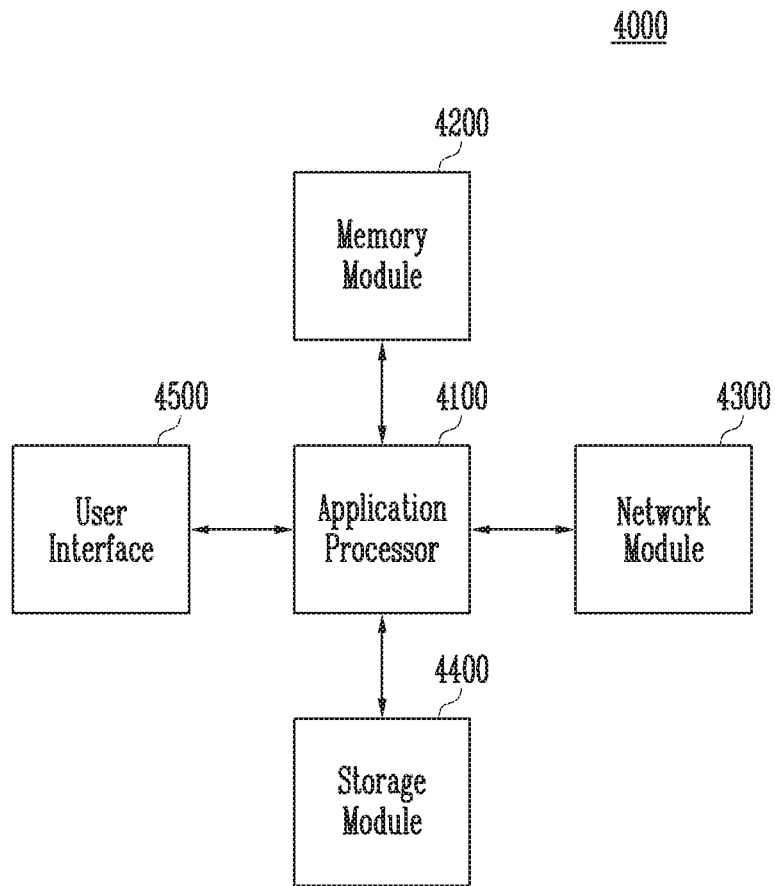 4000
4200
Memory
Module
4500
4100
4300
User
Interface
Application
Processor
Network
Module
4400
Storage
Module